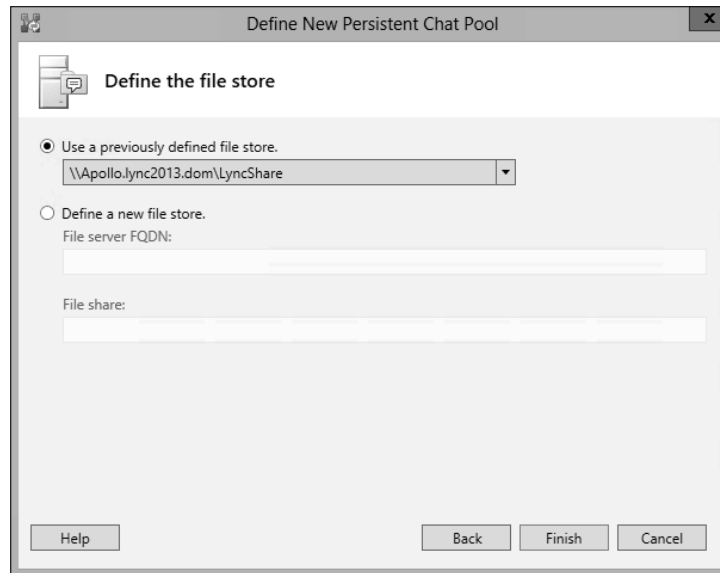 Define New Persistent Chat Pool
x
Define the file store
Use a previously defined file store.
\\Apollo.lync2013.dom\LyncShare
Define a new file store.
File server FQDN:
File share:
Help
Back
Finish
Cancel